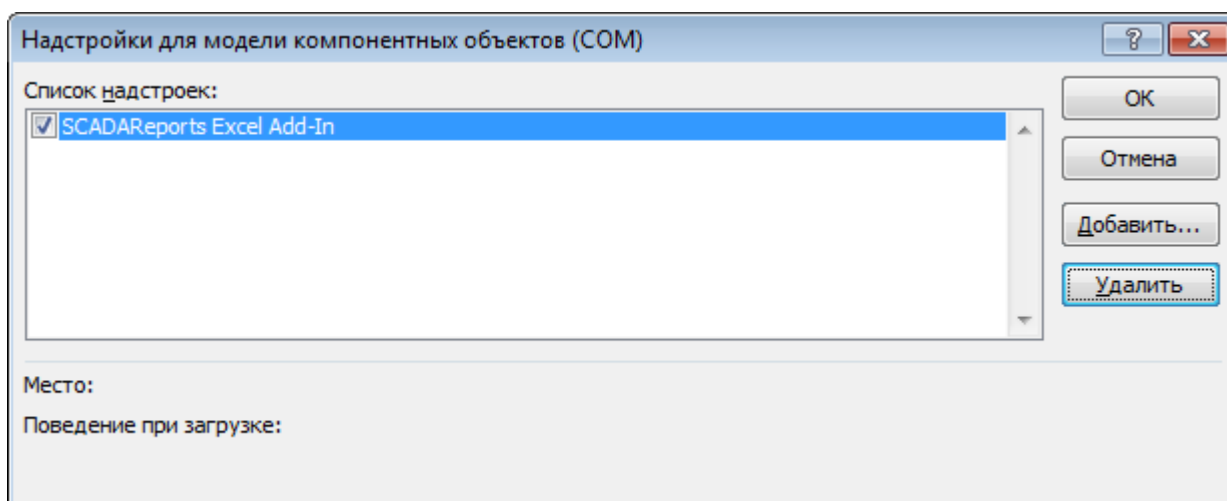 Надстройки для модели компонентных объектов (COM)
Список надстроек:
SCADAReports Excel Add-In
ОК
Отмена
Добавить...
Удалить
Место:
Поведение при загрузке: